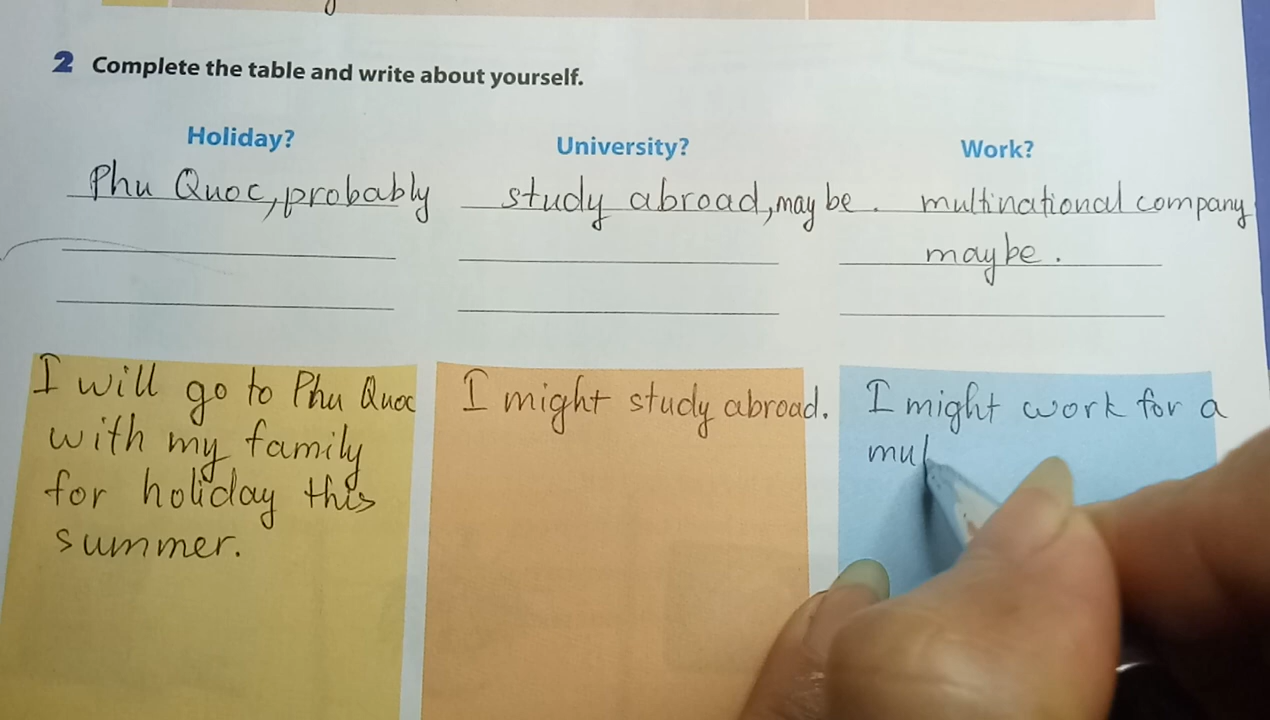 2 Complete the table and write about yourself.
Holiday? University? Work?
Phu Quoc, probably study abroad, maybe. multinational company
maybe.
I will go to Phu Quoc
with my family
for holiday this
summer.
I might study abroad.
I might work for a
mul